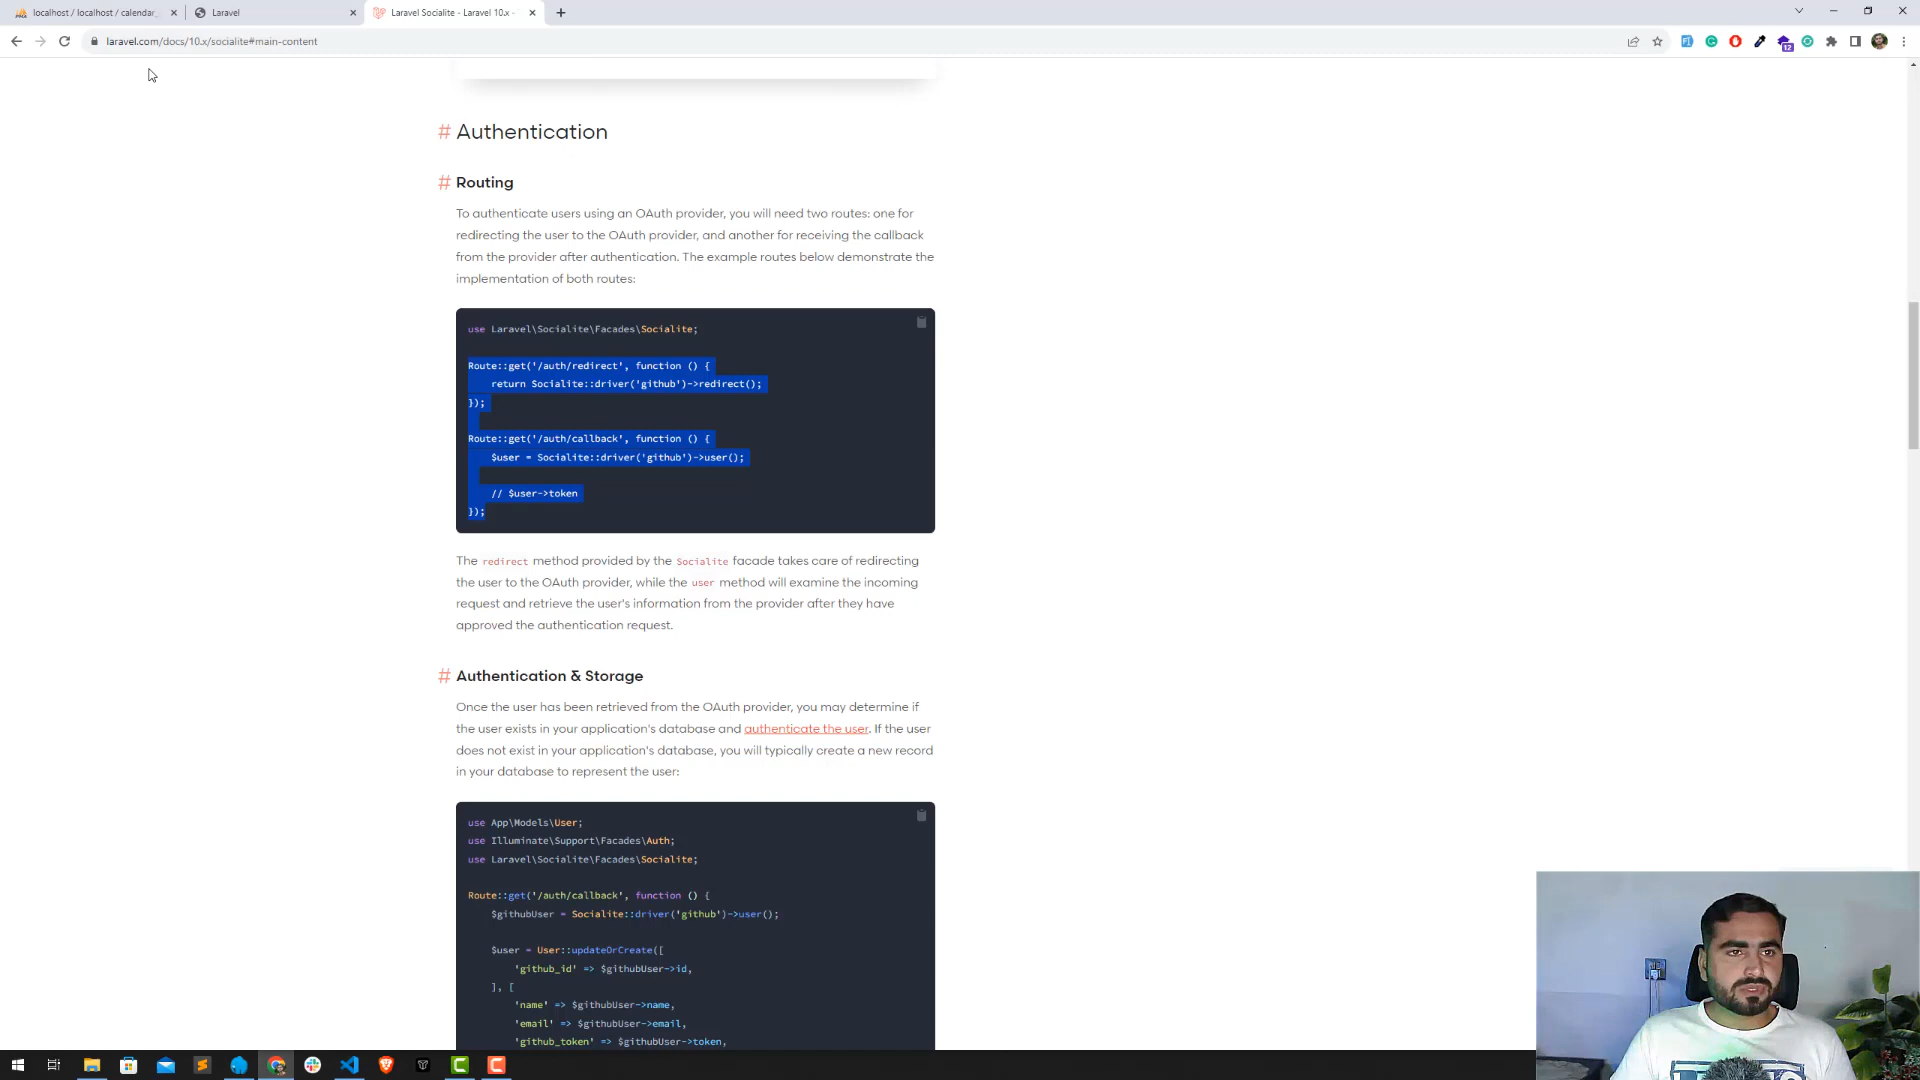 localhost / localhost / calendar_
Laravel
Laravel Socialite - Laravel 10.x -
laravel.com/docs/10.x/socialite#main-content
12
# Authentication
# Routing
To authenticate users using an OAuth provider, you will need two routes: one for
redirecting the user to the OAuth provider, and another for receiving the callback
from the provider after authentication. The example routes below demonstrate the
implementation of both routes:
use Laravel\Socialite\Facades\Socialite;
Route::get('/auth/redirect', function () {
return Socialite::driver('github')->redirect();
});
Route::get('/auth/callback', function () {
$user = Socialite::driver('github')->user();
// $user->token
});
The redirect method provided by the Socialite facade takes care of redirecting
the user to the OAuth provider, while the user method will examine the incoming
request and retrieve the user's information from the provider after they have
approved the authentication request.
# Authentication & Storage
Once the user has been retrieved from the OAuth provider, you may determine if
the user exists in your application's database and authenticate the user. If the user
does not exist in your application's database, you will typically create a new record
in your database to represent the user:
use App\Models\User;
use Illuminate\Support\Facades\Auth;
use Laravel\Socialite\Facades\Socialite;
Route::get('/auth/callback', function () {
$githubUser = Socialite::driver('github')->user();
$user = User::updateOrCreate([
'github_id' => $githubUser->id,
], [
'name' => $githubUser->name,
'email' => $githubUser->email,
'github_token' => $githubUser->token,